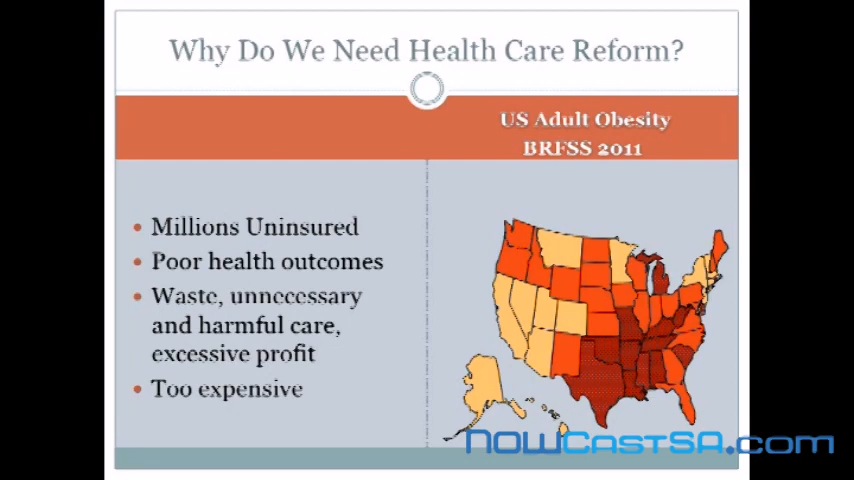 Why Do We Need Health Care Reform?
US Adult Obesity
BRFSS 2011
• Millions Uninsured
• Poor health outcomes
• Waste, unnecessary
and harmful care,
excessive profit
• Too expensive
NOWCASTSA.com